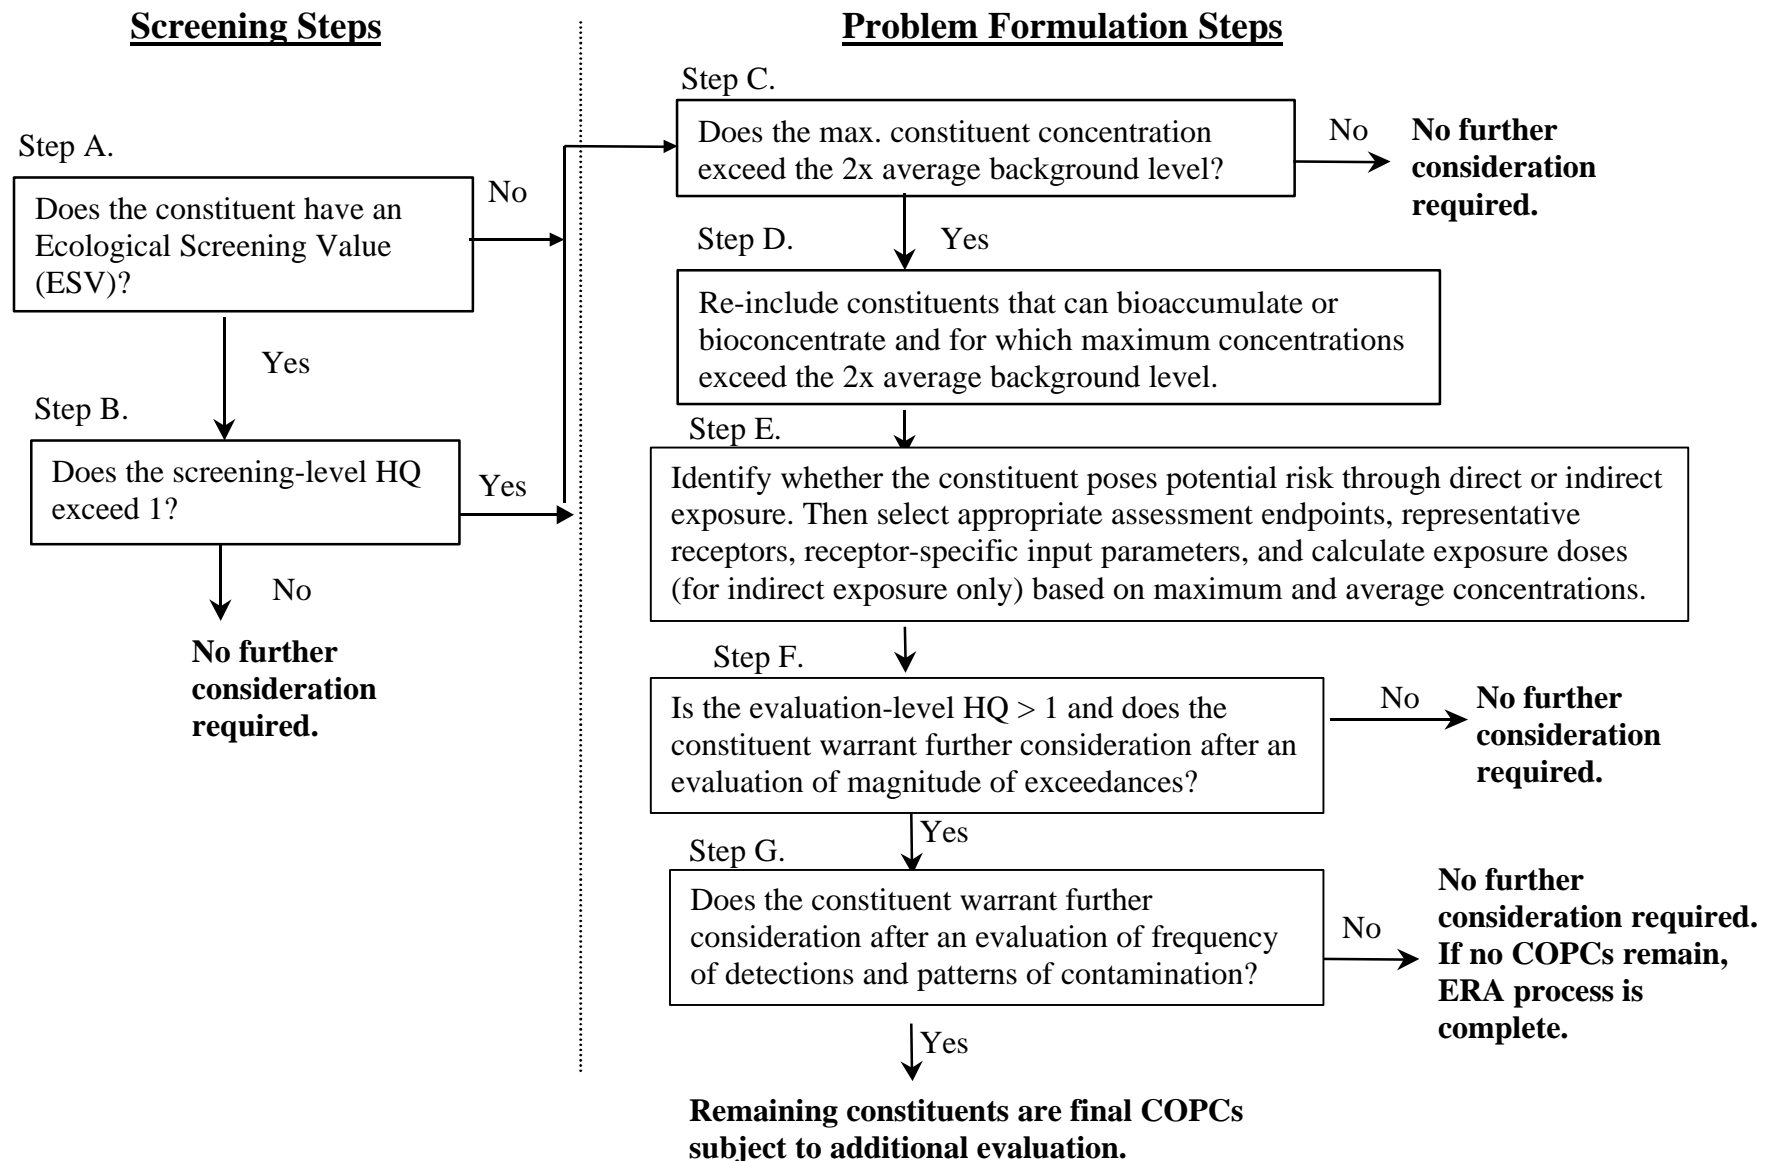 Screening Steps
Step A.
Does the constituent have an
Ecological Screening Value
(ESV)?
No
Yes
Step B.
Does the screening-level HQ
exceed 1?
Yes
No
No further
consideration
required.
Problem Formulation Steps
Step C.
Does the max. constituent concentration
exceed the 2x average background level?
No
No further
consideration
required.
Step D.
Yes
Re-include constituents that can bioaccumulate or
bioconcentrate and for which maximum concentrations
exceed the 2x average background level.
Step E.
Identify whether the constituent poses potential risk through direct or indirect
exposure. Then select appropriate assessment endpoints, representative
receptors, receptor-specific input parameters, and calculate exposure doses
(for indirect exposure only) based on maximum and average concentrations.
Step F.
Is the evaluation-level HQ > 1 and does the
constituent warrant further consideration after an
evaluation of magnitude of exceedances?
No
No further
consideration
required.
Yes
Step G.
Does the constituent warrant further
consideration after an evaluation of frequency
of detections and patterns of contamination?
No
No further
consideration required.
If no COPCs remain,
ERA process is
complete.
Yes
Remaining constituents are final COPCs
subject to additional evaluation.